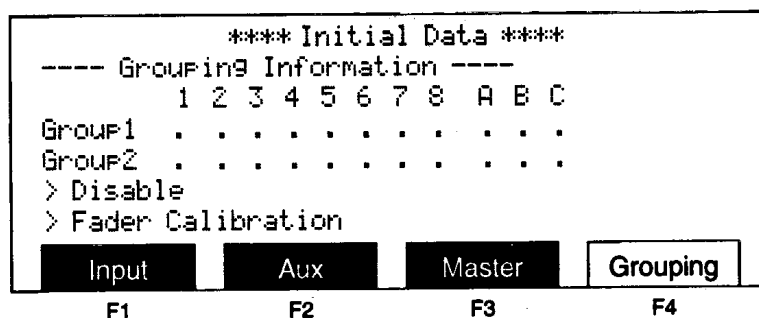 **** Initial Data ****
---- Grouping Information ----
1 2 3 4 5 6 7 8 A B C
Group1 . . . . . . . . . . .
Group2 . . . . . . . . . . .
> Disable
> Fader Calibration
Input Aux Master Grouping
F1 F2 F3 F4